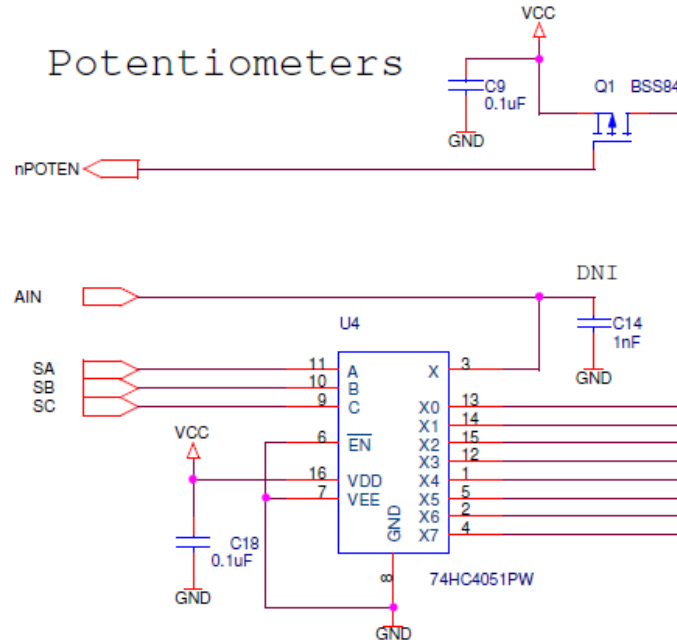 VCC
Potentiometers
C9
0.1uF
Q1 BSS84
GND
nPOTEN
DNI
AIN
U4
C14
1nF
GND
SA 11 A X 3
SB 10 B
SC 9 C X0 13
X1 14
VCC 6 EN X2 15
X3 12
16 VDD X4 1
7 VEE X5 5
X6 2
GND X7 4
C18
0.1uF
8 74HC4051PW
GND
GND